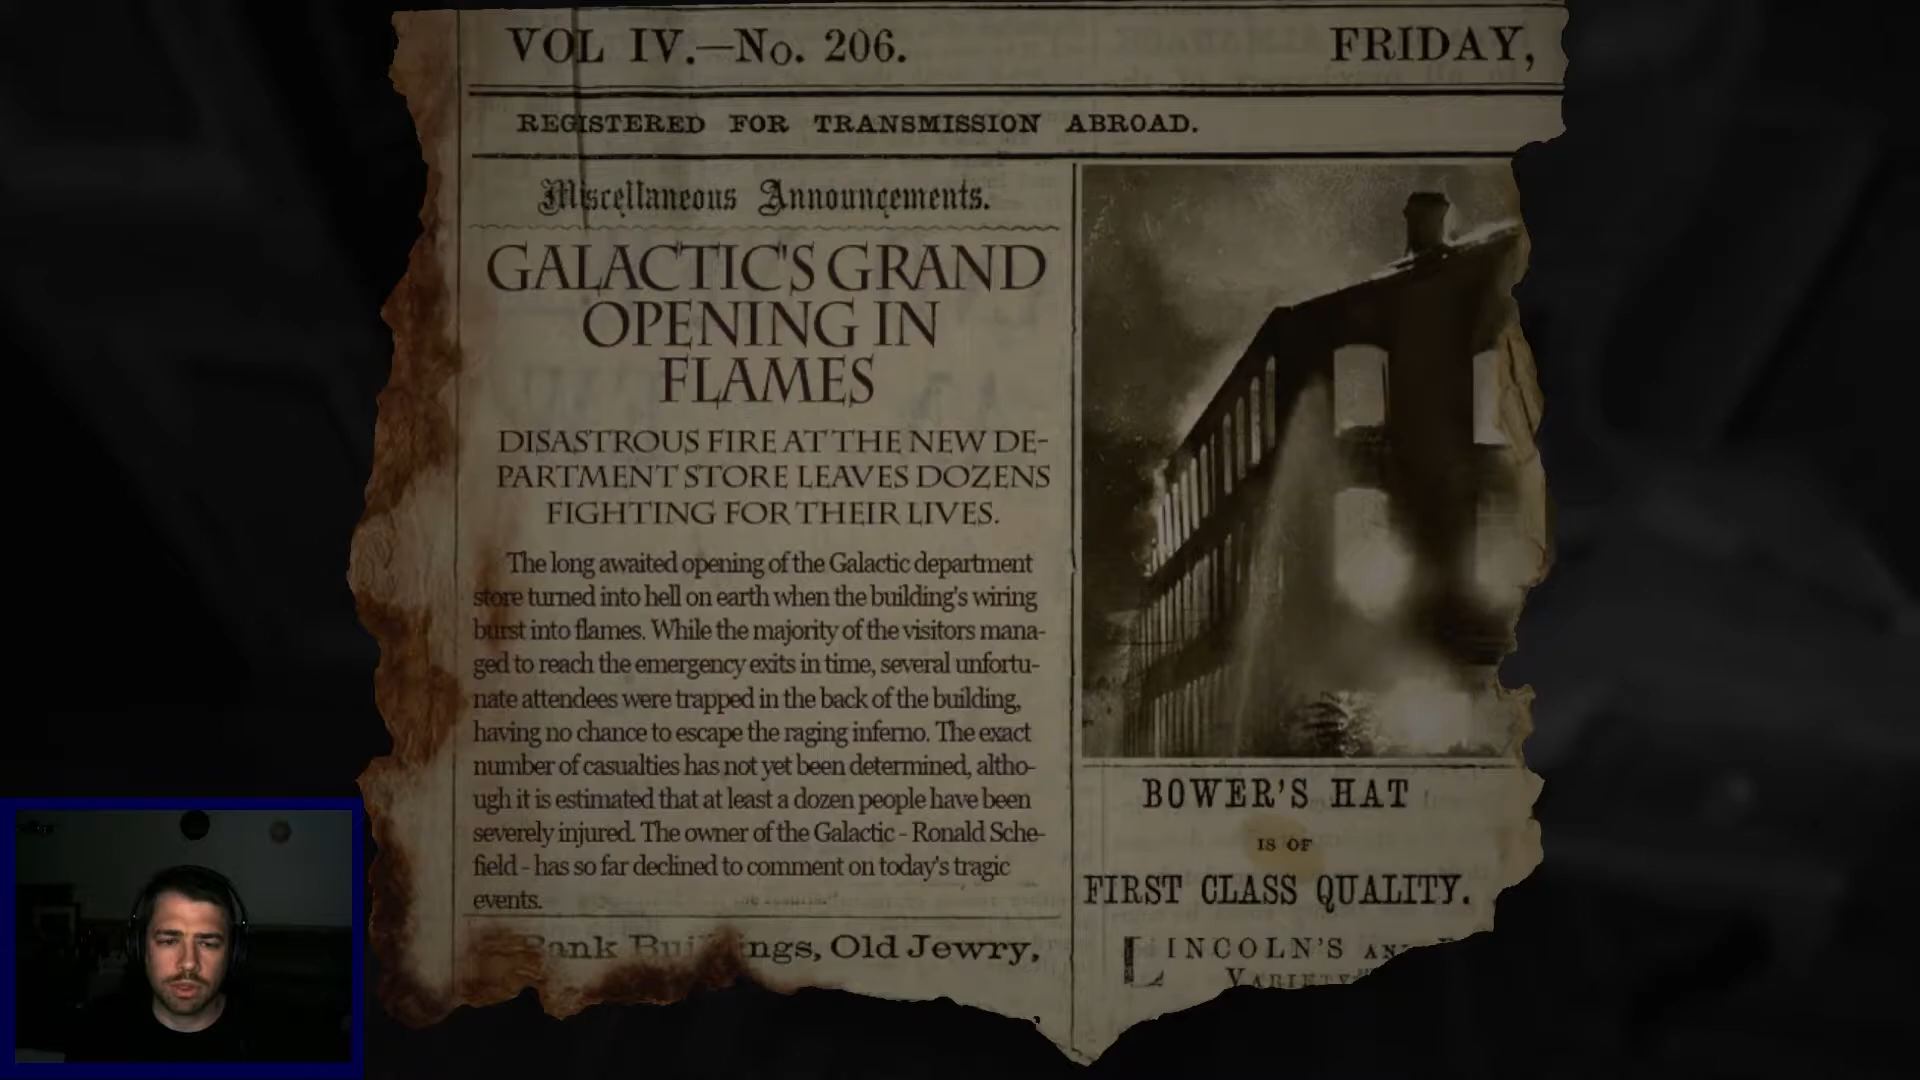 VOL IV.—No. 206.
FRIDAY,
REGISTERED FOR TRANSMISSION ABROAD.
Miscellaneous Announcements.
GALACTIC'S GRAND
OPENING IN
FLAMES
DISASTROUS FIRE AT THE NEW DE-
PARTMENT STORE LEAVES DOZENS
FIGHTING FOR THEIR LIVES.
The long awaited opening of the Galactic department
store turned into hell on earth when the building's wiring
burst into flames. While the majority of the visitors mana-
ged to reach the emergency exits in time, several unfortu-
nate attendees were trapped in the back of the building,
having no chance to escape the raging inferno. The exact
number of casualties has not yet been determined, altho-
ugh it is estimated that at least a dozen people have been
severely injured. The owner of the Galactic - Ronald Sche-
field - has so far declined to comment on today's tragic
events.
Old Jewry,
BOWER'S HAT
IS OF
FIRST CLASS QUALITY.
LINCOLN'S